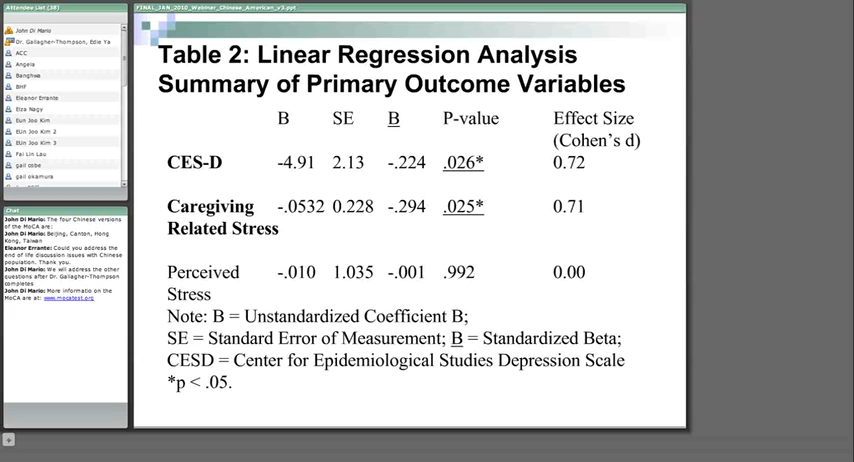 Attendee List (38)
John Di Mario
Dr. Gallagher-Thompson, Edie Ya
ACC
Angela
Banghwa
BHF
Eleanor Errante
Elza Nagy
Eun Joo Kim
EUn Joo Kim 2
EUn Joo Kim 3
Fai Lin Lau
gail cobe
gail okamura
Chat
John Di Mario: The four Chinese versions
of the MoCA are:
John Di Mario: Beijing, Canton, Hong
Kong, Taiwan
Eleanor Errante: Could you address the
end of life discussion issues with Chinese
population. Thank you.
John Di Mario: We will address the other
questions after Dr. Gallagher-Thompson
completes
John Di Mario: More informatio on the
MoCA are at: www.mocatest.org
FINAL_JAN_2010_Webinar_Chinese_American_v3.ppt
Table 2: Linear Regression Analysis
Summary of Primary Outcome Variables
B SE B P-value Effect Size
(Cohen's d)
CES-D -4.91 2.13 -.224 .026* 0.72
Caregiving -.0532 0.228 -.294 .025* 0.71
Related Stress
Perceived -.010 1.035 -.001 .992 0.00
Stress
Note: B = Unstandardized Coefficient B;
SE = Standard Error of Measurement; B = Standardized Beta;
CESD = Center for Epidemiological Studies Depression Scale
*p < .05.